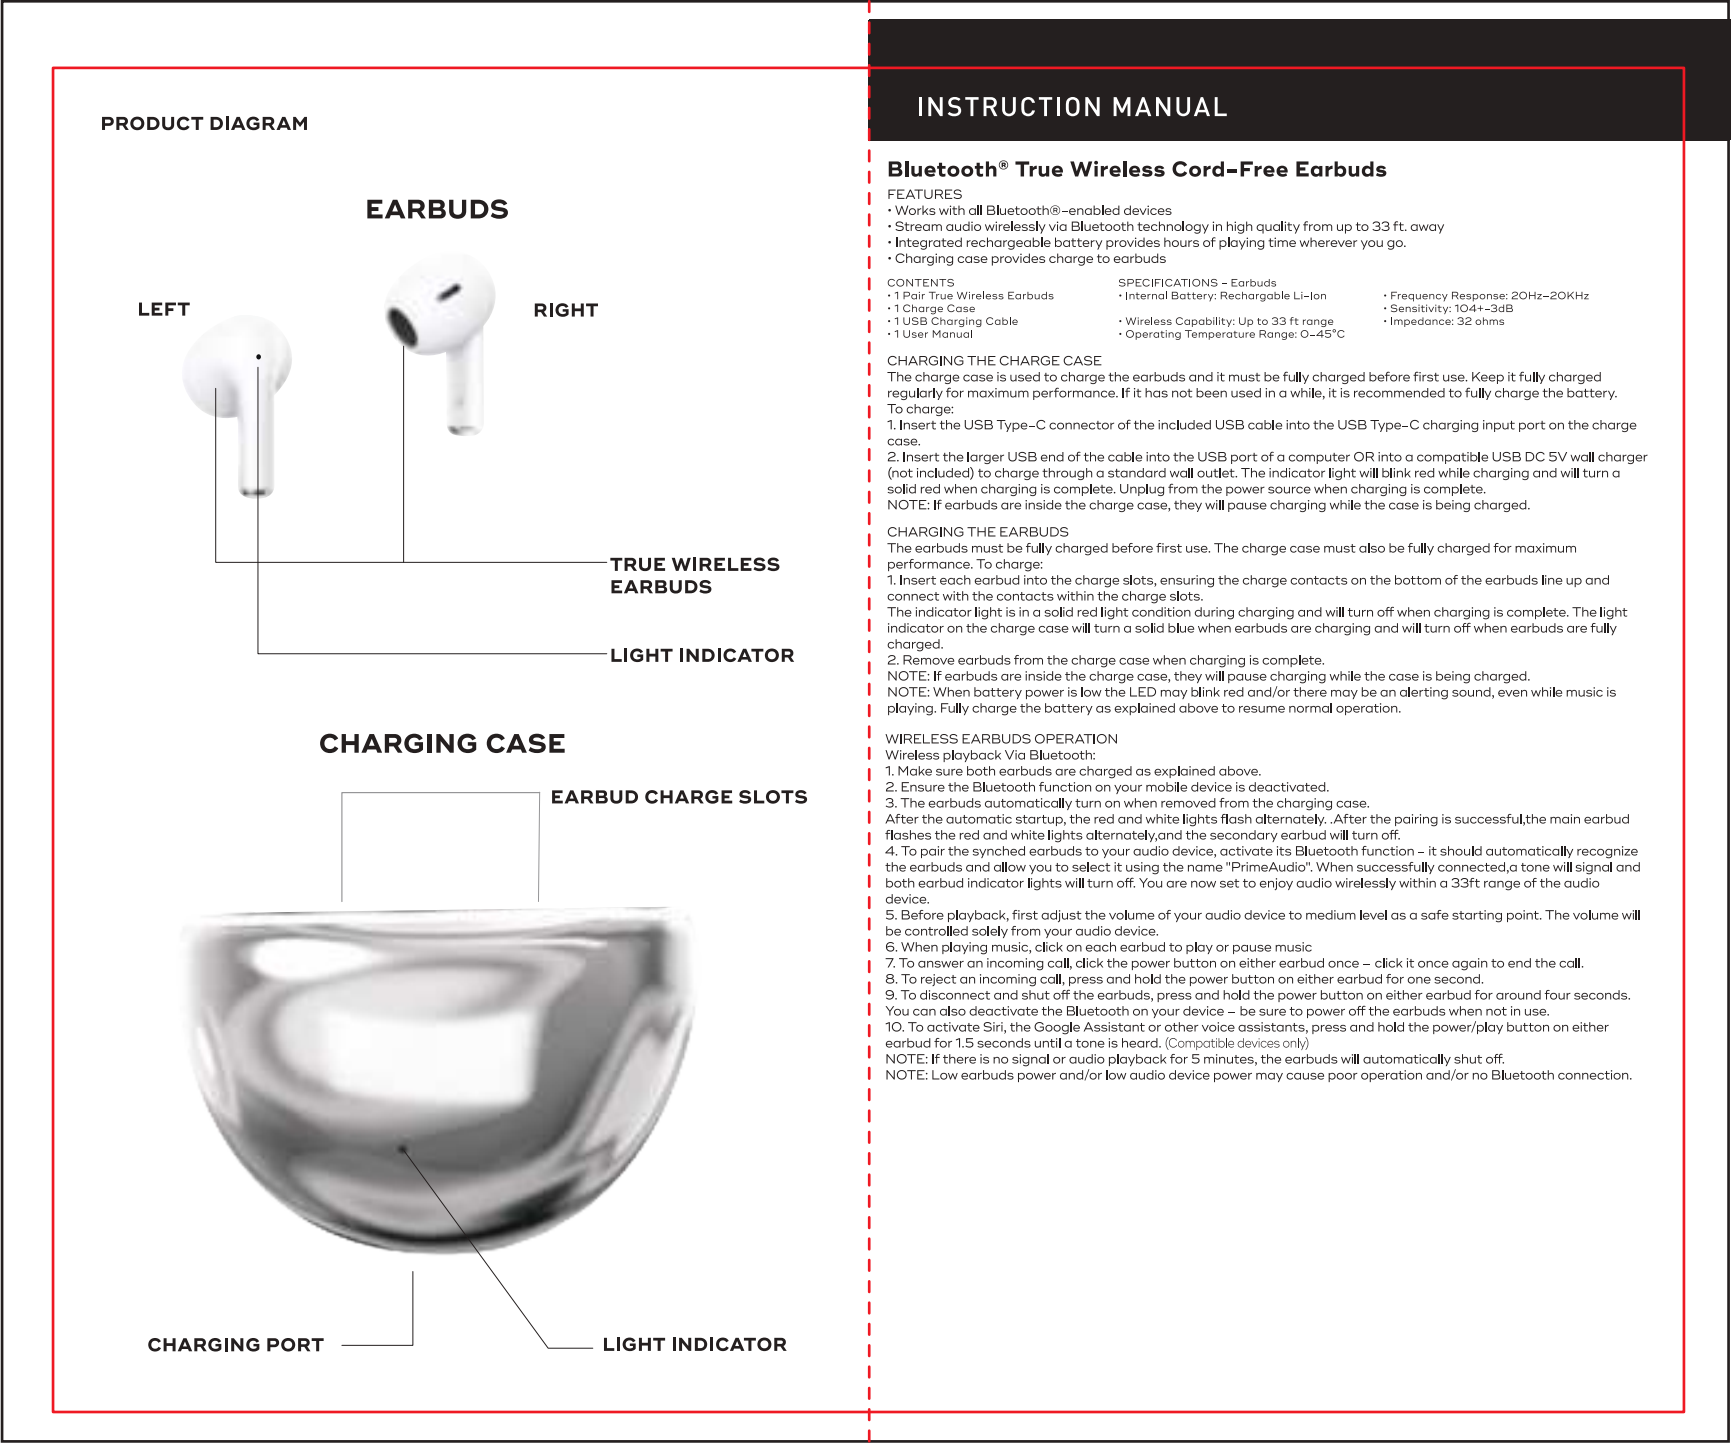 PRODUCT DIAGRAM
EARBUDS
LEFT
RIGHT
TRUE WIRELESS
EARBUDS
LIGHT INDICATOR
CHARGING CASE
EARBUD CHARGE SLOTS
CHARGING PORT
LIGHT INDICATOR
INSTRUCTION MANUAL
Bluetooth® True Wireless Cord-Free Earbuds
FEATURES
• Works with all Bluetooth®-enabled devices
• Stream audio wirelessly via Bluetooth technology in high quality from up to 33 ft. away
• Integrated rechargeable battery provides hours of playing time wherever you go.
• Charging case provides charge to earbuds
CONTENTS
• 1 Pair True Wireless Earbuds
• 1 Charge Case
• 1 USB Charging Cable
• 1 User Manual
SPECIFICATIONS - Earbuds
• Internal Battery: Rechargable Li-Ion
• Wireless Capability: Up to 33 ft range
• Operating Temperature Range: 0-45°C
• Frequency Response: 20Hz-20KHz
• Sensitivity: 104+-3dB
• Impedance: 32 ohms
CHARGING THE CHARGE CASE
The charge case is used to charge the earbuds and it must be fully charged before first use. Keep it fully charged
regularly for maximum performance. If it has not been used in a while, it is recommended to fully charge the battery.
To charge:
1. Insert the USB Type-C connector of the included USB cable into the USB Type-C charging input port on the charge
case.
2. Insert the larger USB end of the cable into the USB port of a computer OR into a compatible USB DC 5V wall charger
(not included) to charge through a standard wall outlet. The indicator light will blink red while charging and will turn a
solid red when charging is complete. Unplug from the power source when charging is complete.
NOTE: If earbuds are inside the charge case, they will pause charging while the case is being charged.
CHARGING THE EARBUDS
The earbuds must be fully charged before first use. The charge case must also be fully charged for maximum
performance. To charge:
1. Insert each earbud into the charge slots, ensuring the charge contacts on the bottom of the earbuds line up and
connect with the contacts within the charge slots.
The indicator light is in a solid red light condition during charging and will turn off when charging is complete. The light
indicator on the charge case will turn a solid blue when earbuds are charging and will turn off when earbuds are fully
charged.
2. Remove earbuds from the charge case when charging is complete.
NOTE: If earbuds are inside the charge case, they will pause charging while the case is being charged.
NOTE: When battery power is low the LED may blink red and/or there may be an alerting sound, even while music is
playing. Fully charge the battery as explained above to resume normal operation.
WIRELESS EARBUDS OPERATION
Wireless playback Via Bluetooth:
1. Make sure both earbuds are charged as explained above.
2. Ensure the Bluetooth function on your mobile device is deactivated.
3. The earbuds automatically turn on when removed from the charging case.
After the automatic startup, the red and white lights flash alternately. .After the pairing is successful,the main earbud
flashes the red and white lights alternately,and the secondary earbud will turn off.
4. To pair the synched earbuds to your audio device, activate its Bluetooth function – it should automatically recognize
the earbuds and allow you to select it using the name "PrimeAudio". When successfully connected,a tone will signal and
both earbud indicator lights will turn off. You are now set to enjoy audio wirelessly within a 33ft range of the audio
device.
5. Before playback, first adjust the volume of your audio device to medium level as a safe starting point. The volume will
be controlled solely from your audio device.
6. When playing music, click on each earbud to play or pause music
7. To answer an incoming call, click the power button on either earbud once – click it once again to end the call.
8. To reject an incoming call, press and hold the power button on either earbud for one second.
9. To disconnect and shut off the earbuds, press and hold the power button on either earbud for around four seconds.
You can also deactivate the Bluetooth on your device – be sure to power off the earbuds when not in use.
10. To activate Siri, the Google Assistant or other voice assistants, press and hold the power/play button on either
earbud for 1.5 seconds until a tone is heard. (Compatible devices only)
NOTE: If there is no signal or audio playback for 5 minutes, the earbuds will automatically shut off.
NOTE: Low earbuds power and/or low audio device power may cause poor operation and/or no Bluetooth connection.